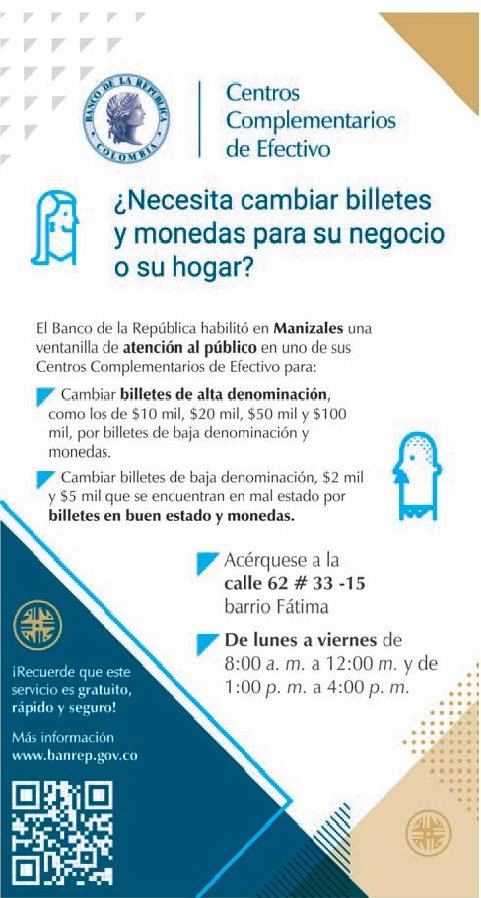 BANCO DE LA REPÚBLICA
COLOMBIA
Centros
Complementarios
de Efectivo
¿Necesita cambiar billetes
y monedas para su negocio
o su hogar?
El Banco de la República habilitó en Manizales una
ventanilla de atención al público en uno de sus
Centros Complementarios de Efectivo para:
Cambiar billetes de alta denominación,
como los de $10 mil, $20 mil, $50 mil y $100
mil, por billetes de baja denominación y
monedas.
Cambiar billetes de baja denominación, $2 mil
y $5 mil que se encuentran en mal estado por
billetes en buen estado y monedas.
Acérquese a la
calle 62 # 33 -15
barrio Fátima
De lunes a viernes de
8:00 a. m. a 12:00 m. y de
1:00 p. m. a 4:00 p. m.
¡Recuerde que este
servicio es gratuito,
rápido y seguro!
Más información
www.banrep.gov.co